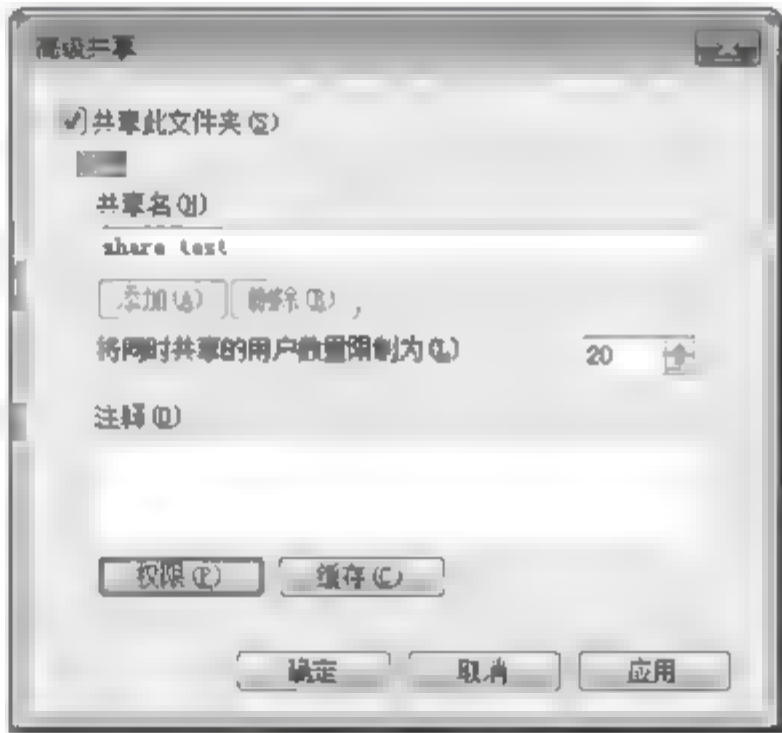 高级共享
共享此文件夹(S)
共享名(N)
share test
添加(A) 移除(R)
将同时共享的用户数量限制为(L) 20
注释(O)
权限(P) 缓存(C)
确定 取消 应用